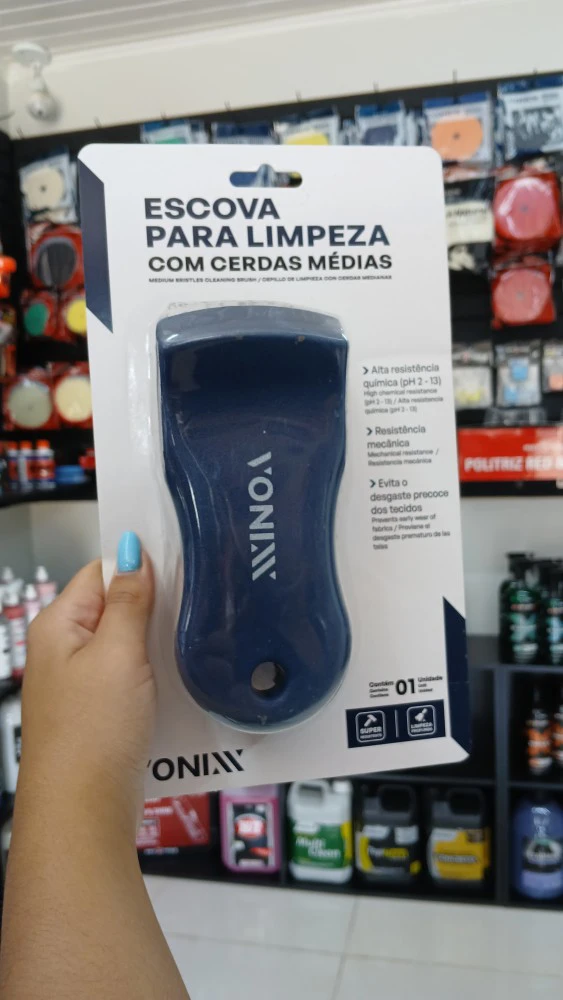 ESCOVA
PARA LIMPEZA
COM CERDAS MÉDIAS
MEDIUM BRISTLES CLEANING BRUSH / CEPILLO DE LIMPIEZA CON CERDAS MEDIANAS
Alta resistência
química (pH 2 - 13)
High chemical resistance
(pH 2 - 13) / Alta resistencia
química (pH 2 - 13)
Resistência
mecânica
Mechanical resistance /
Resistencia mecánica
Evita o
desgaste precoce
dos tecidos
Prevents early wear of
fabrics / Previene el
desgaste prematuro de las
telas
VONIXX
Contém 01 Unidade
SUPER
LIMPEZA
VONIXX
POLITRIZ RED
Multi
Clean